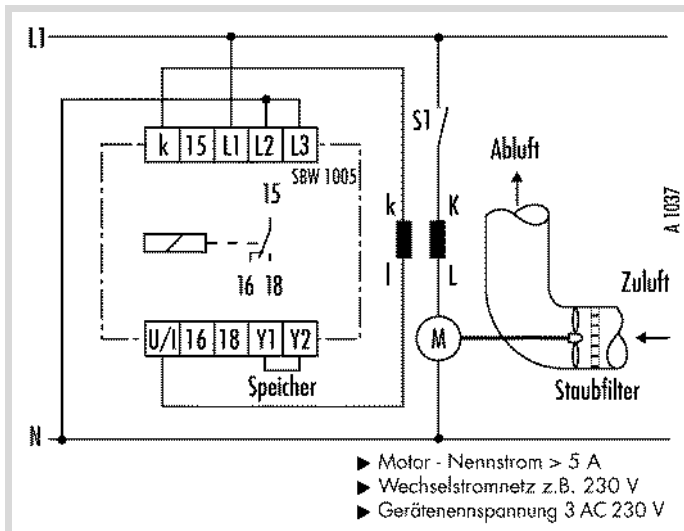 L1
k 15 L1 L2 L3
SBW 1005
15
16 18
U/I 16 18 Y1 Y2
Speicher
k
l
K
L
S1
M
Abluft
Zuluft
Staubfilter
A 1037
N
▶ Motor - Nennstrom > 5 A
▶ Wechselstromnetz z.B. 230 V
▶ Gerätenennspannung 3 AC 230 V